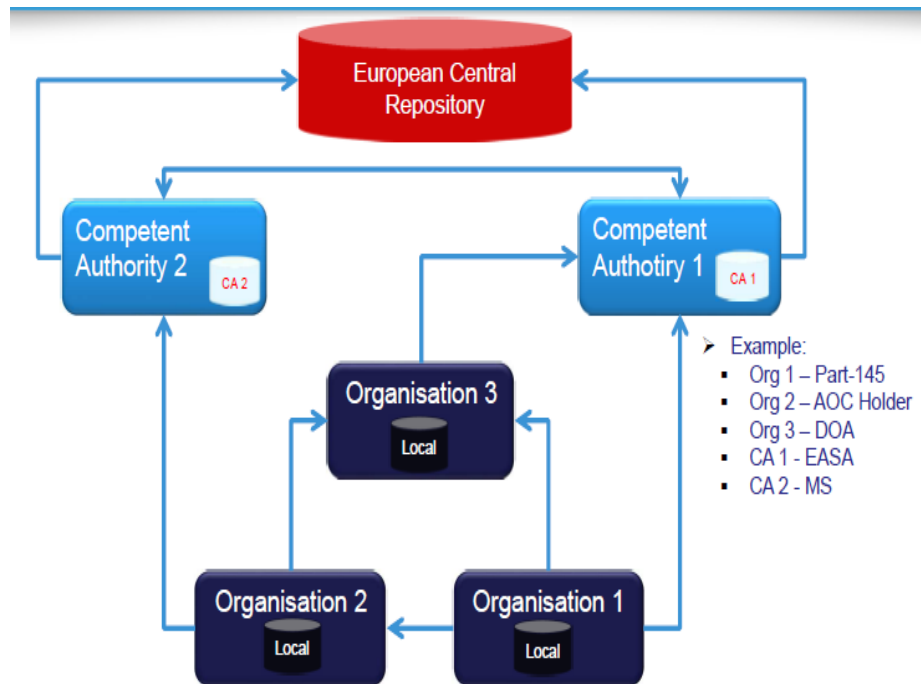 European Central
Repository
Competent
Authority 2
CA 2
Competent
Authotiry 1
CA 1
Organisation 3
Local
Example:
Org 1 – Part-145
Org 2 – AOC Holder
Org 3 – DOA
CA 1 - EASA
CA 2 - MS
Organisation 2
Local
Organisation 1
Local